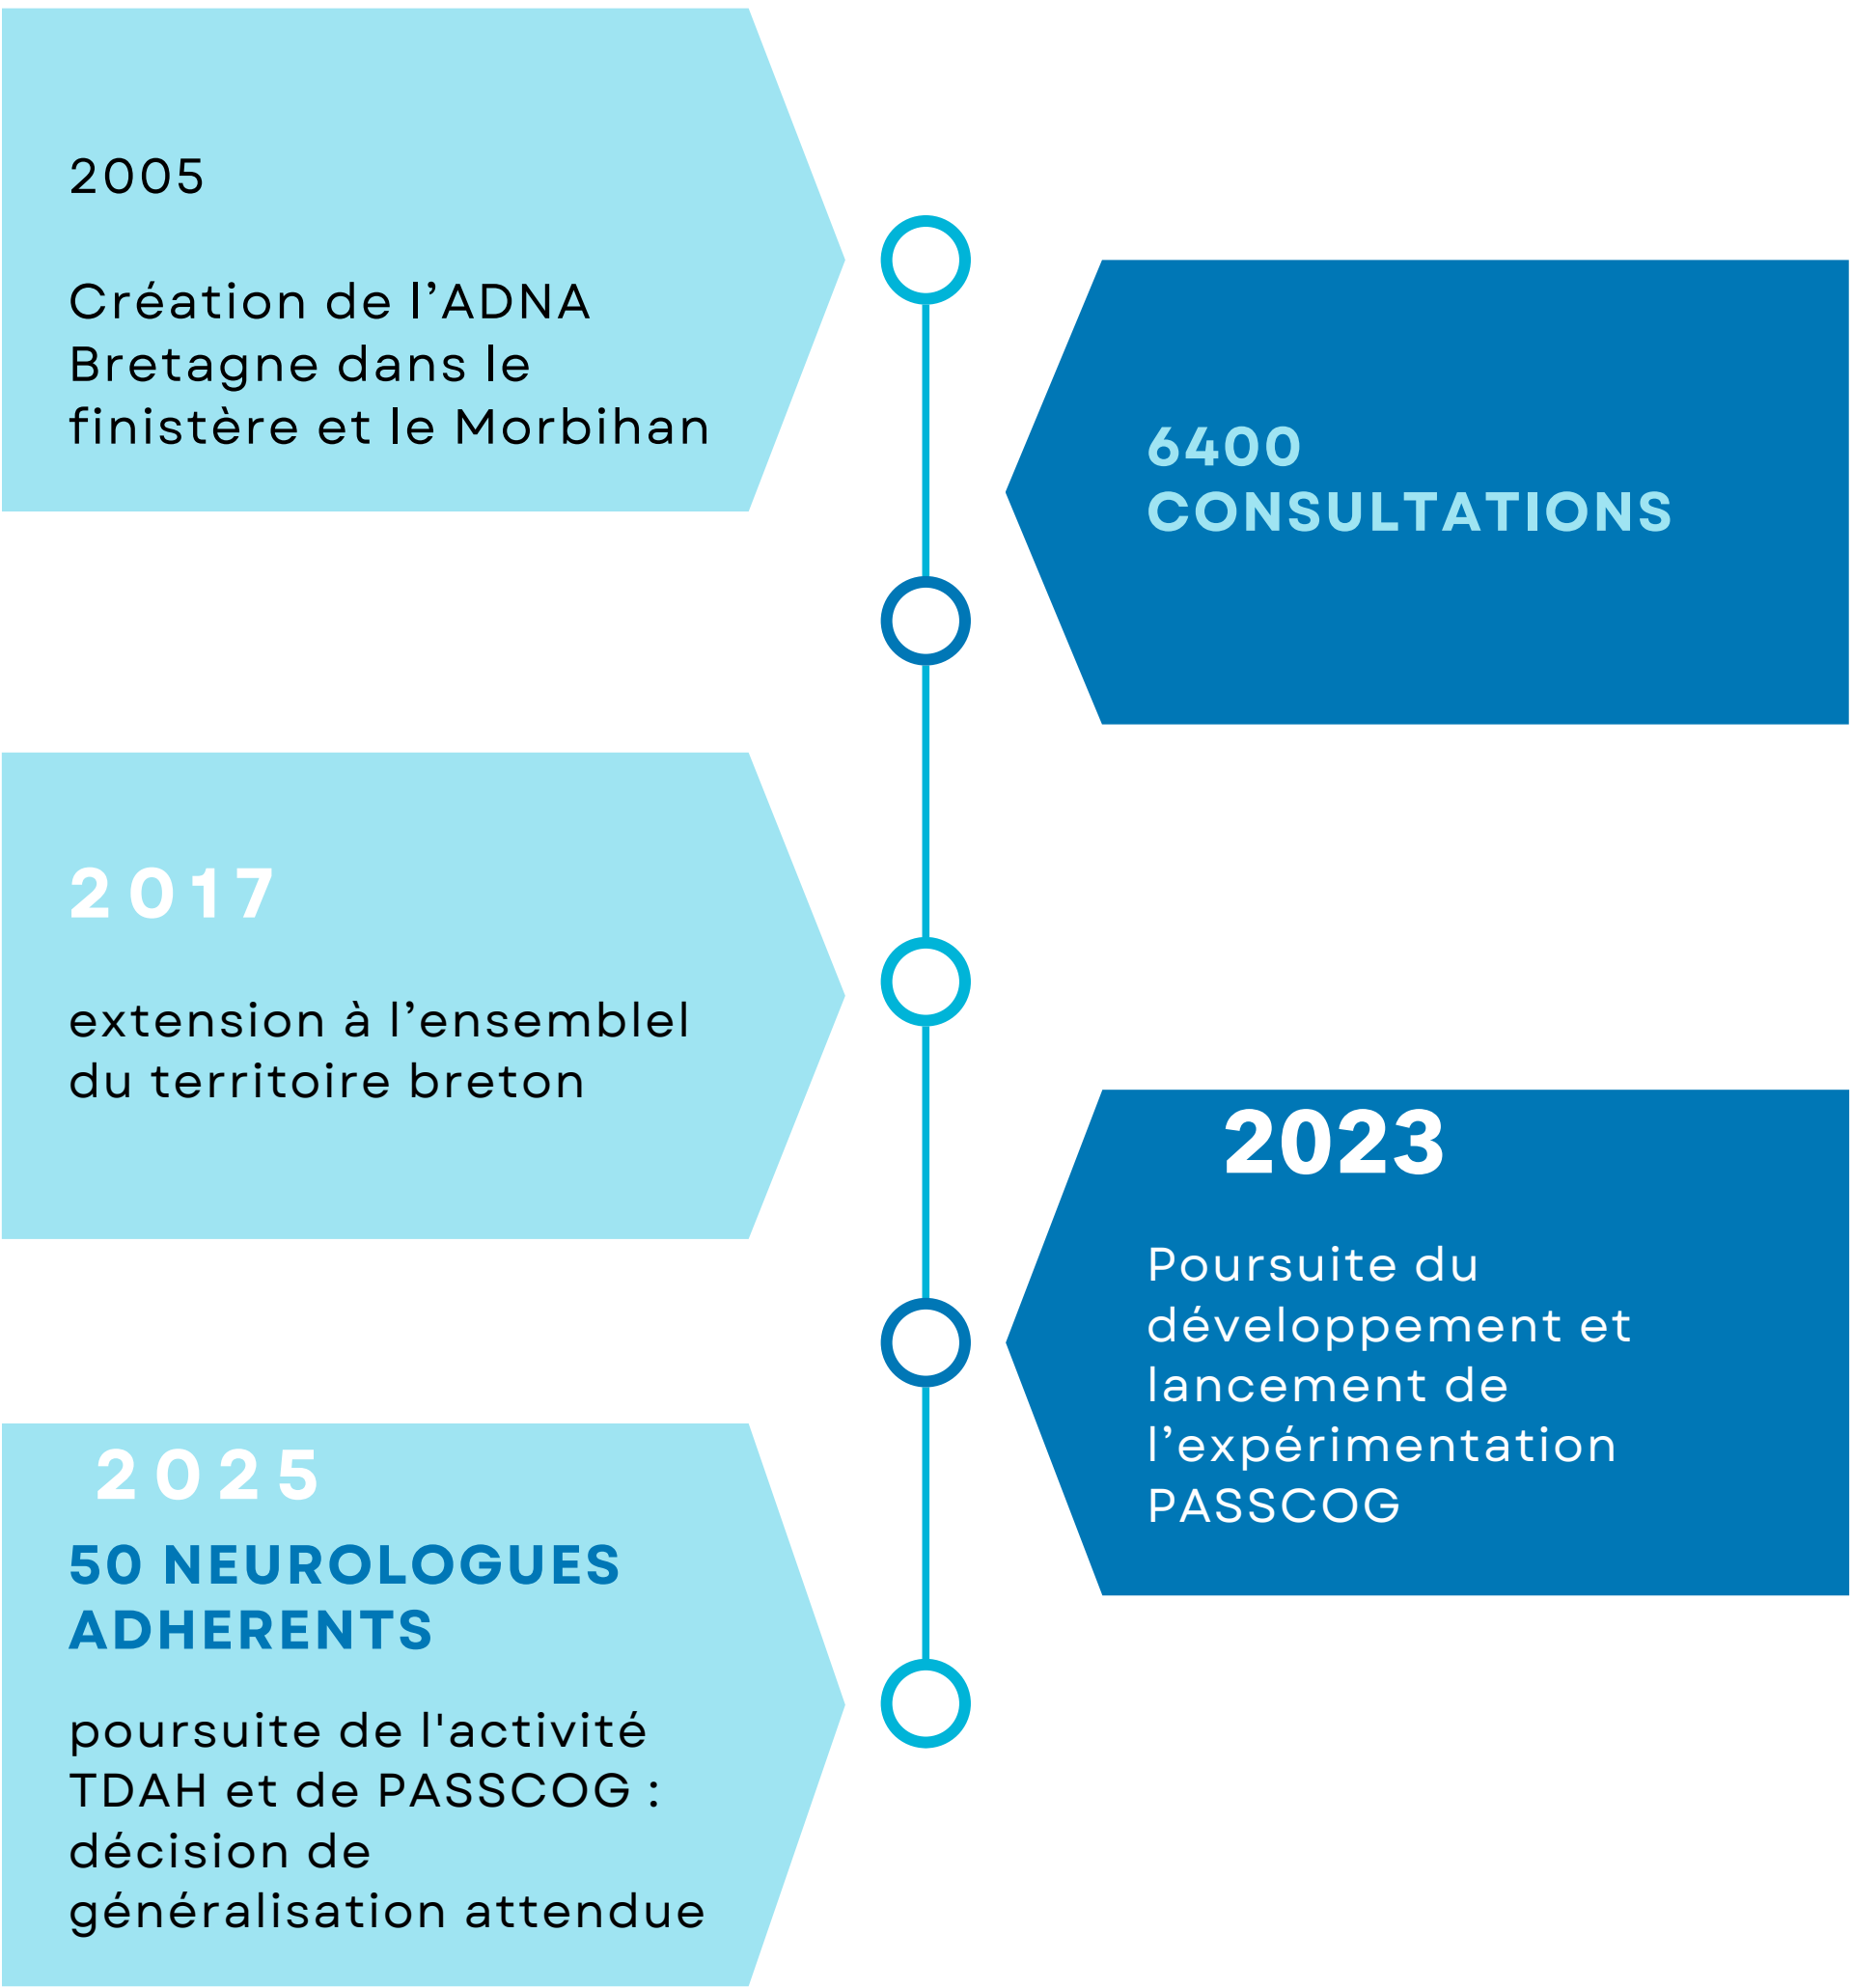 2005
Création de l’ADNA
Bretagne dans le
finistère et le Morbihan
6400
CONSULTATIONS
2017
extension à l’ensemblel
du territoire breton
2023
Poursuite du
développement et
lancement de
l’expérimentation
PASSCOG
2025
50 NEUROLOGUES
ADHERENTS
poursuite de l'activité
TDAH et de PASSCOG :
décision de
généralisation attendue